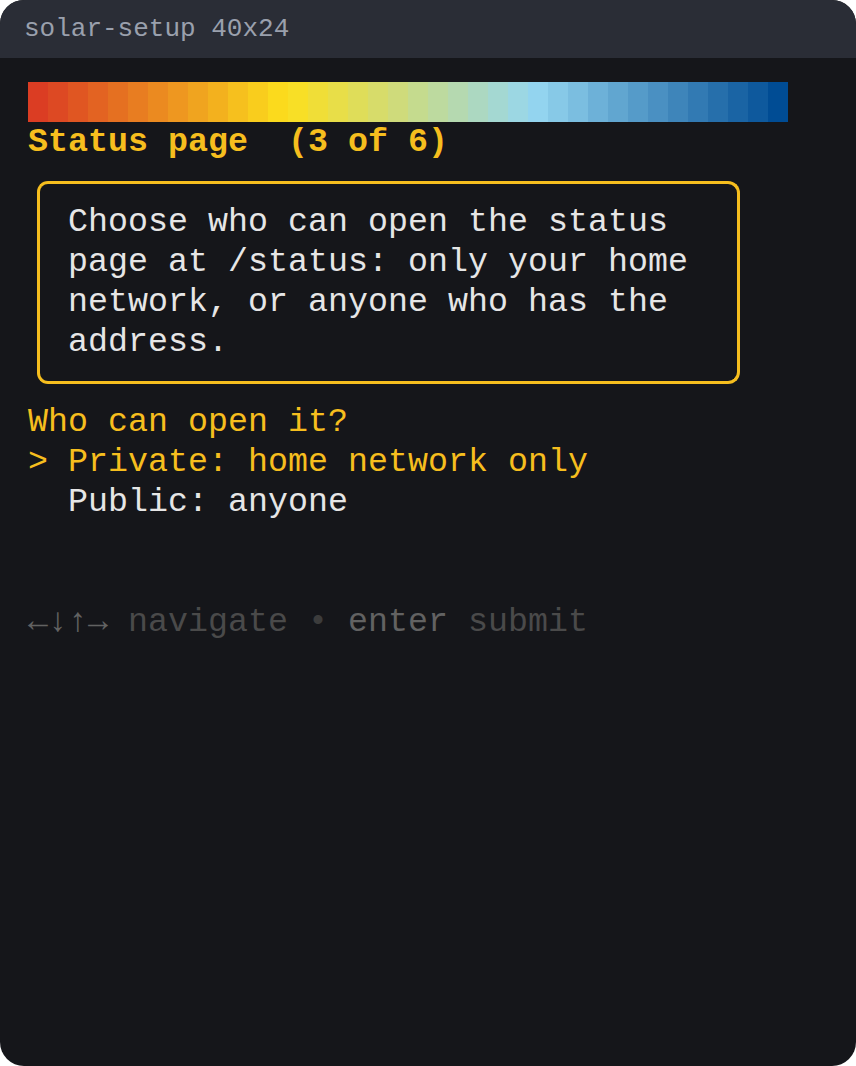 solar-setup 40x24
Status page  (3 of 6)
Choose who can open the status
page at /status: only your home
network, or anyone who has the
address.
Who can open it?
> Private: home network only
  Public: anyone
←↓↑→ navigate • enter submit